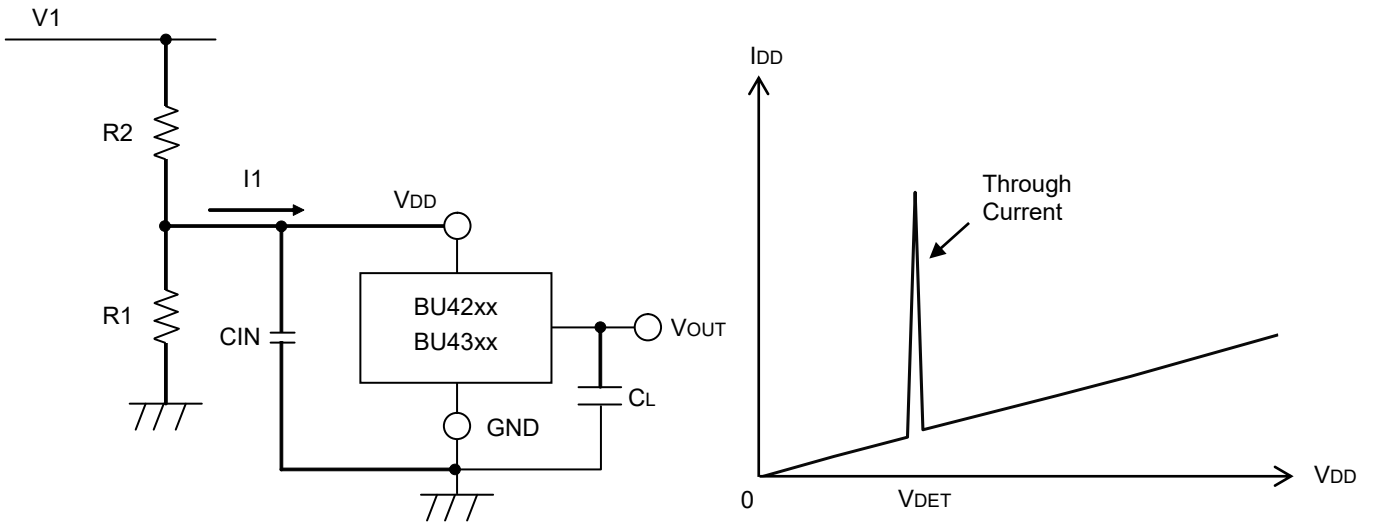 V1
R2
I1
VDD
R1
CIN
BU42xx
BU43xx
VOUT
CL
GND
IDD
Through
Current
0
VDET
VDD